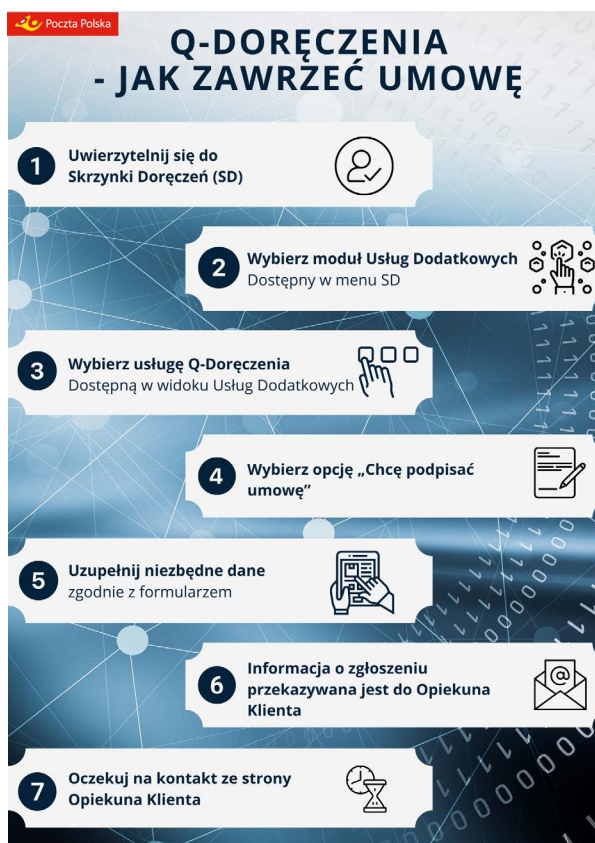 Poczta Polska
Q-DORĘCZENIA
- JAK ZAWRZEĆ UMOWĘ
1
Uwierzytelnij się do
Skrzynki Doręczeń (SD)
2
Wybierz moduł Usług Dodatkowych
Dostępny w menu SD
3
Wybierz usługę Q-Doręczenia
Dostępną w widoku Usług Dodatkowych
4
Wybierz opcję „Chcę podpisać
umowę”
5
Uzupełnij niezbędne dane
zgodnie z formularzem
6
Informacja o zgłoszeniu
przekazywana jest do Opiekuna
Klienta
@
7
Oczekuj na kontakt ze strony
Opiekuna Klienta